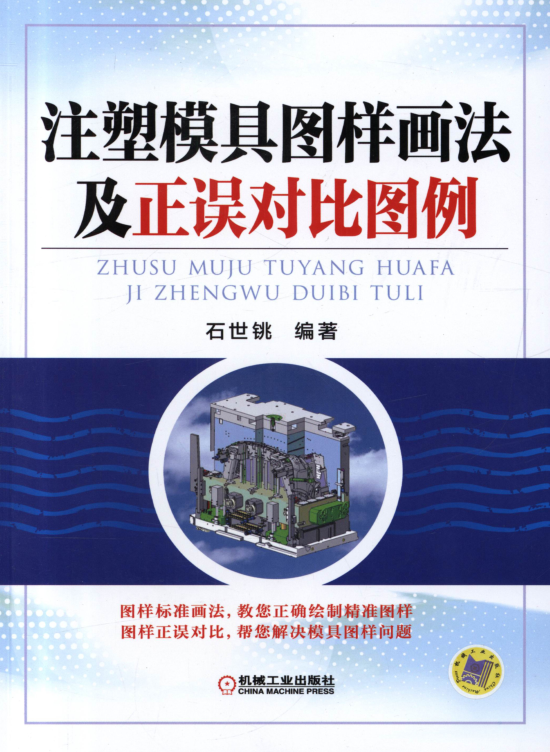 注塑模具图样画法
及正误对比图例
ZHUSU MUJU TUYANG HUAFA
JI ZHENGWU DUIBI TULI
石世铫 编著
图样标准画法，教您正确绘制精准图样
图样正误对比，帮您解决模具图样问题
机械工业出版社
CHINA MACHINE PRESS